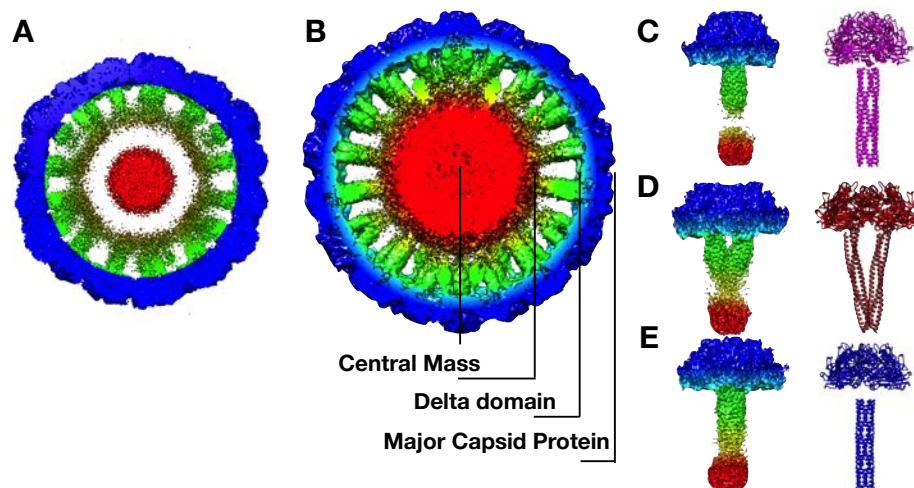 A
B
C
D
E
Central Mass
Delta domain
Major Capsid Protein